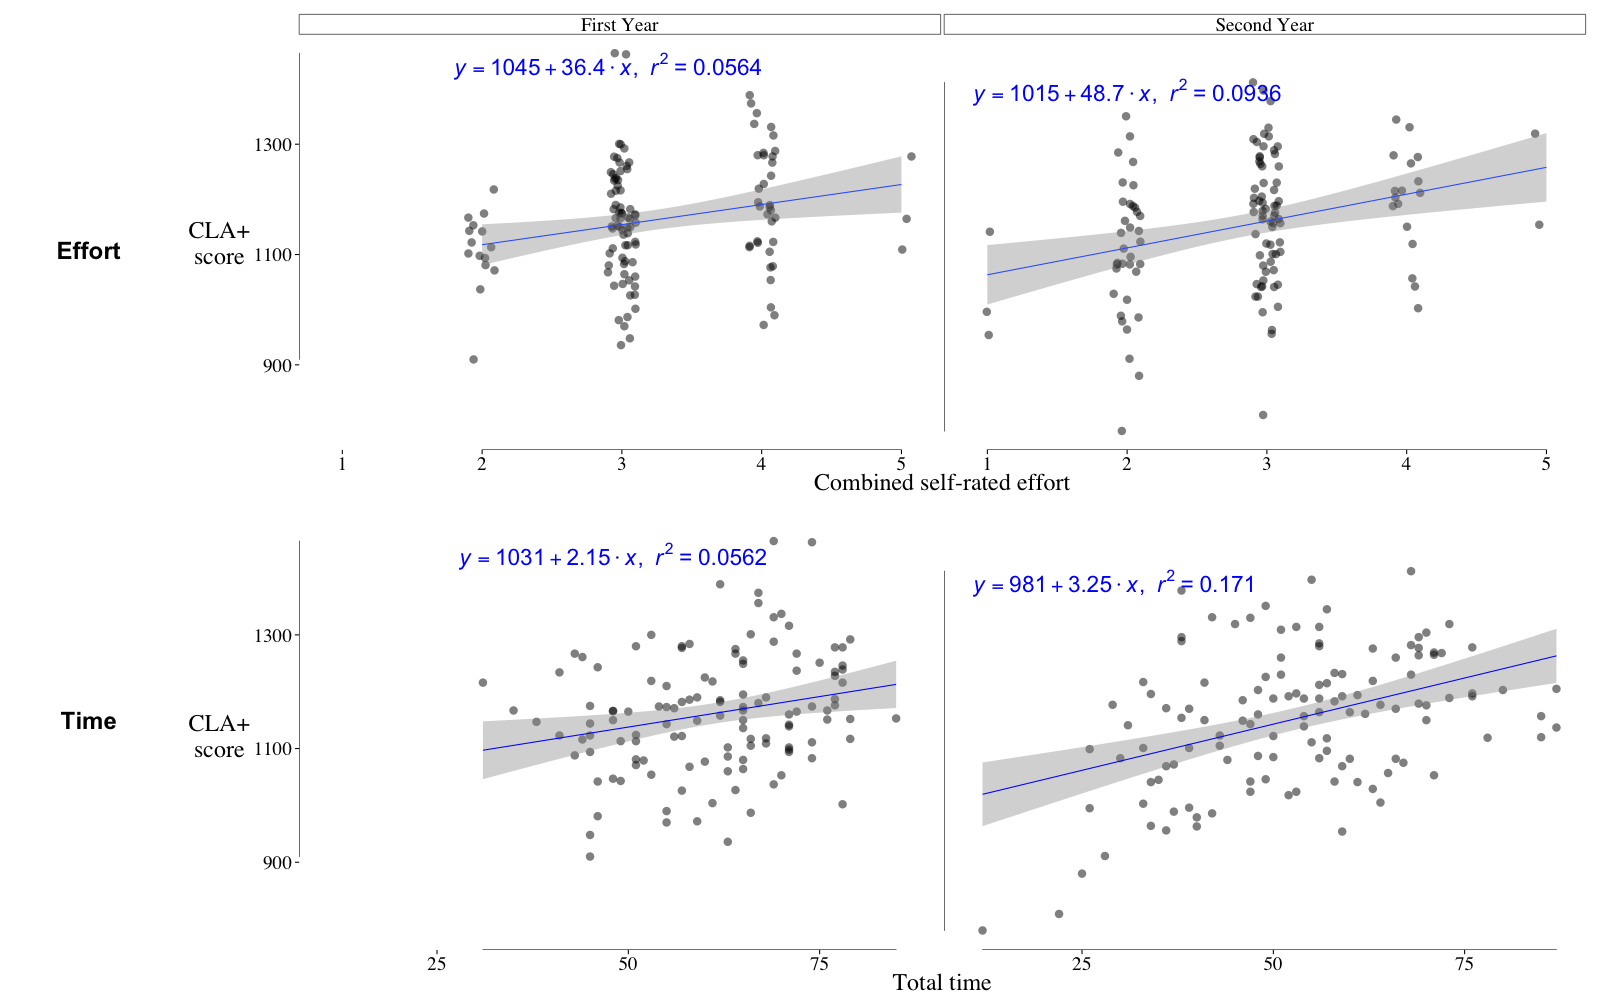 First Year
Second Year
y = 1045 + 36.4 · x, r² = 0.0564
y = 1015 + 48.7 · x, r² = 0.0936
1300
1100
900
CLA+
score
Effort
1 2 3 4 5
1 2 3 4 5
Combined self-rated effort
y = 1031 + 2.15 · x, r² = 0.0562
y = 981 + 3.25 · x, r² = 0.171
1300
1100
900
CLA+
score
Time
25 50 75
25 50 75
Total time